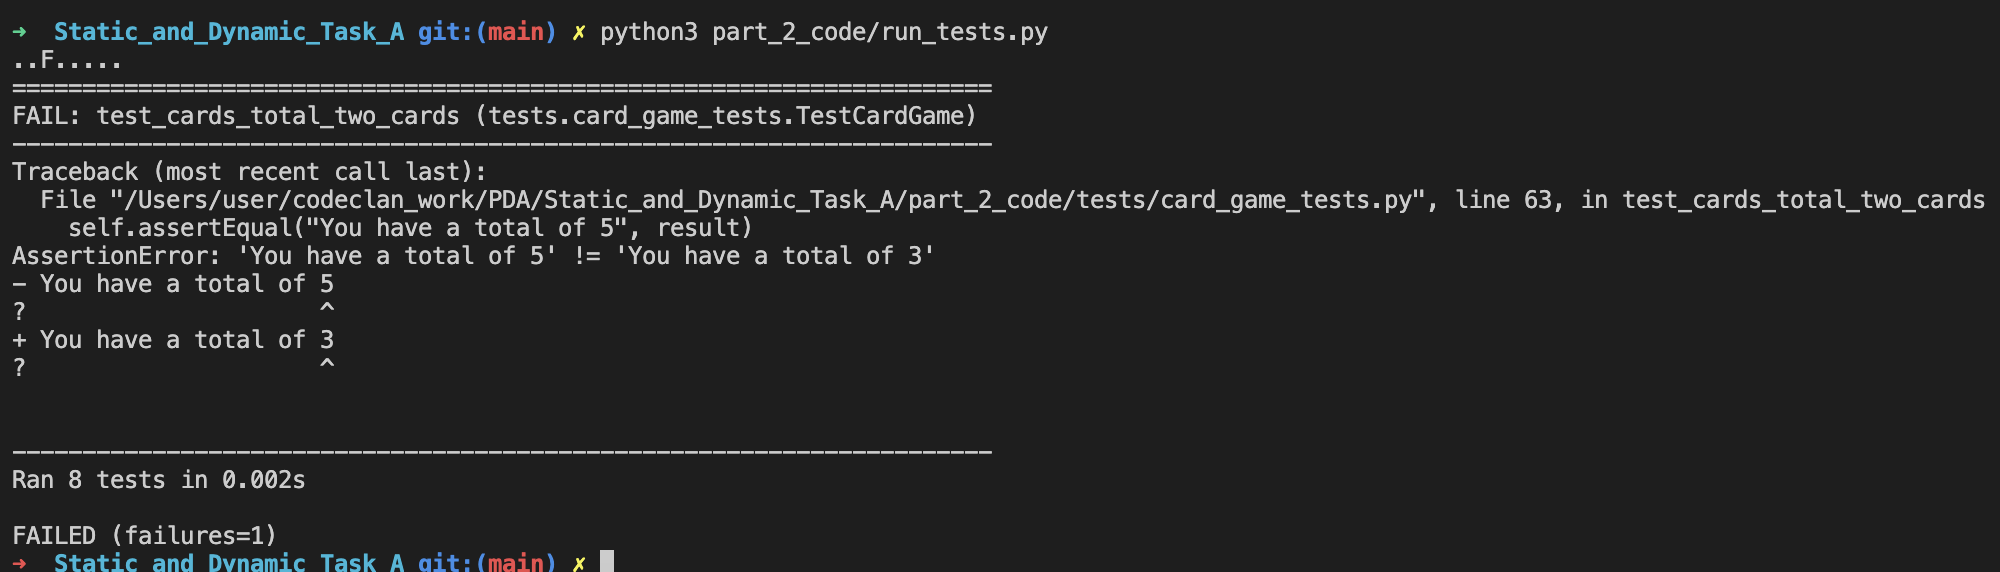 ➜  Static_and_Dynamic_Task_A git:(main) ✗ python3 part_2_code/run_tests.py
..F.....
======================================================================
FAIL: test_cards_total_two_cards (tests.card_game_tests.TestCardGame)
----------------------------------------------------------------------
Traceback (most recent call last):
  File "/Users/user/codeclan_work/PDA/Static_and_Dynamic_Task_A/part_2_code/tests/card_game_tests.py", line 63, in test_cards_total_two_cards
    self.assertEqual("You have a total of 5", result)
AssertionError: 'You have a total of 5' != 'You have a total of 3'
- You have a total of 5
?                     ^
+ You have a total of 3
?                     ^
----------------------------------------------------------------------
Ran 8 tests in 0.002s
FAILED (failures=1)
➜  Static_and_Dynamic_Task_A git:(main) ✗